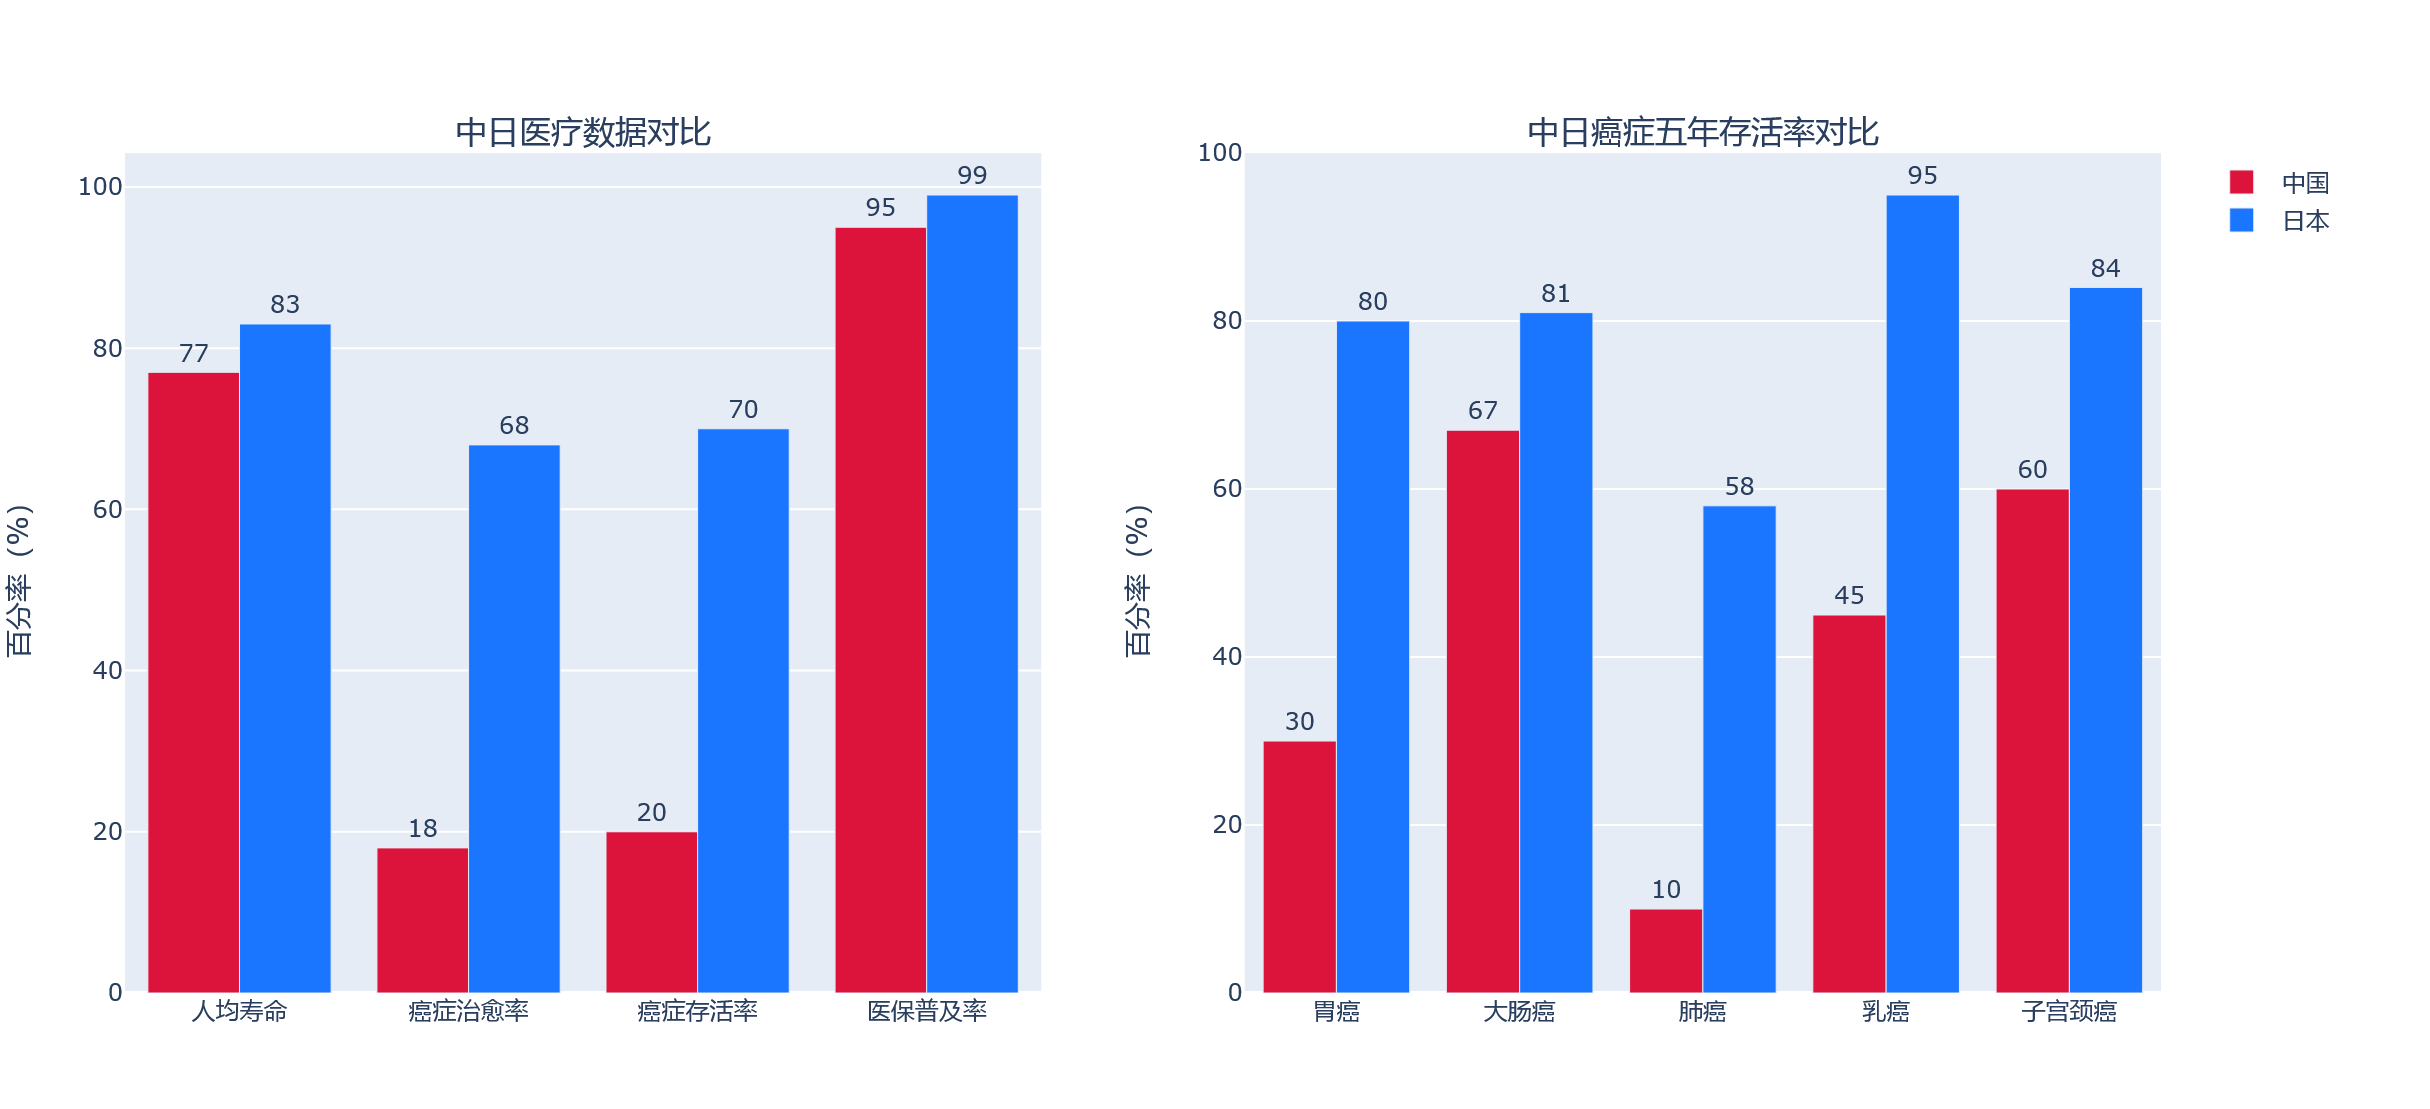 中日医疗数据对比
百分率 (%)
100
80
60
40
20
0
77
83
18
68
20
70
95
99
人均寿命
癌症治愈率
癌症存活率
医保普及率
中日癌症五年存活率对比
百分率 (%)
100
80
60
40
20
0
30
80
67
81
10
58
45
95
60
84
胃癌
大肠癌
肺癌
乳癌
子宫颈癌
中国
日本